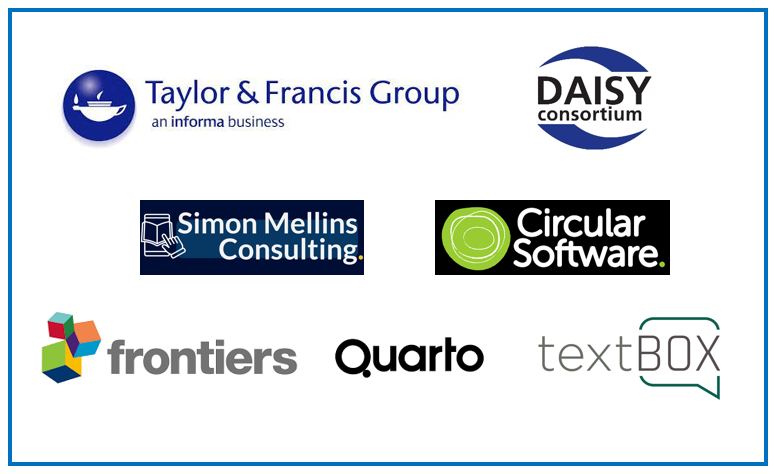 Taylor & Francis Group
an informa business
DAISY
consortium
Simon Mellins
Consulting.
Circular
Software.
frontiers
Quarto
textBOX